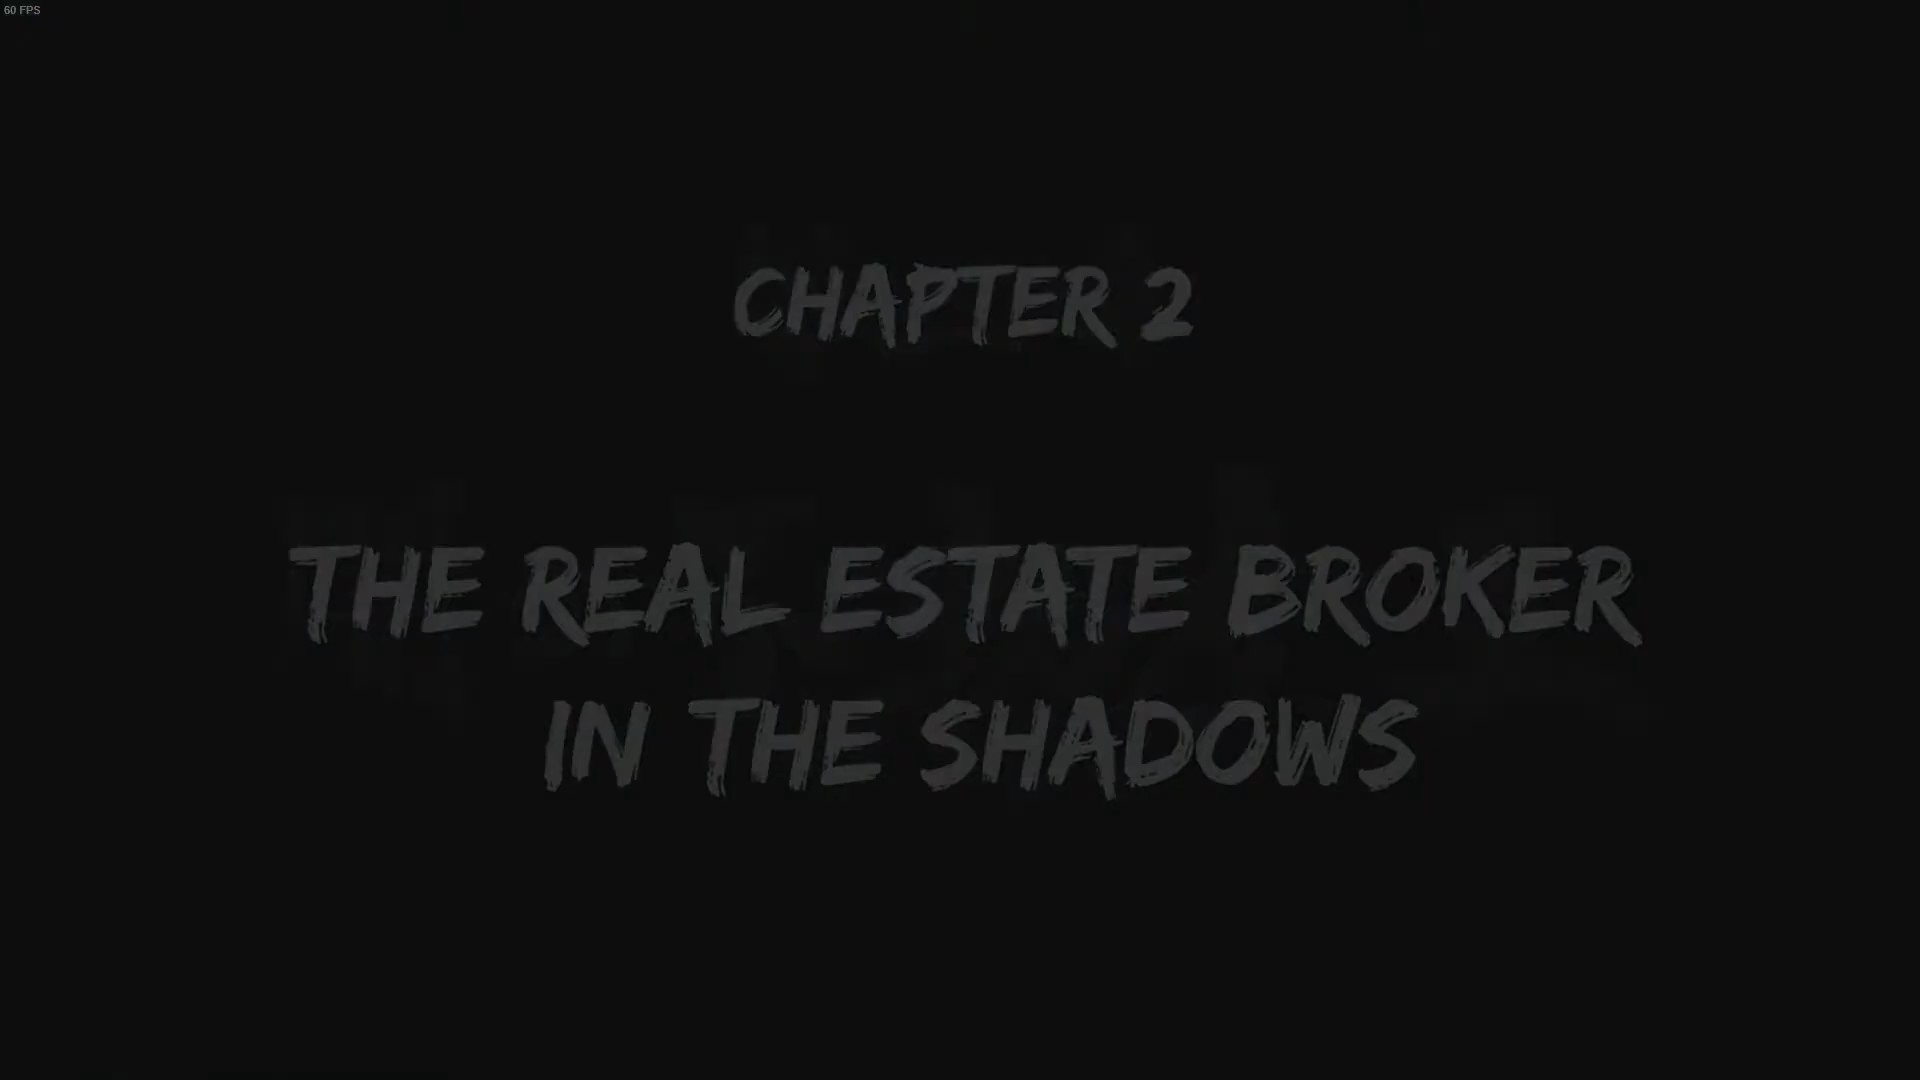 60 FPS
CHAPTER 2
THE REAL ESTATE BROKER
IN THE SHADOWS